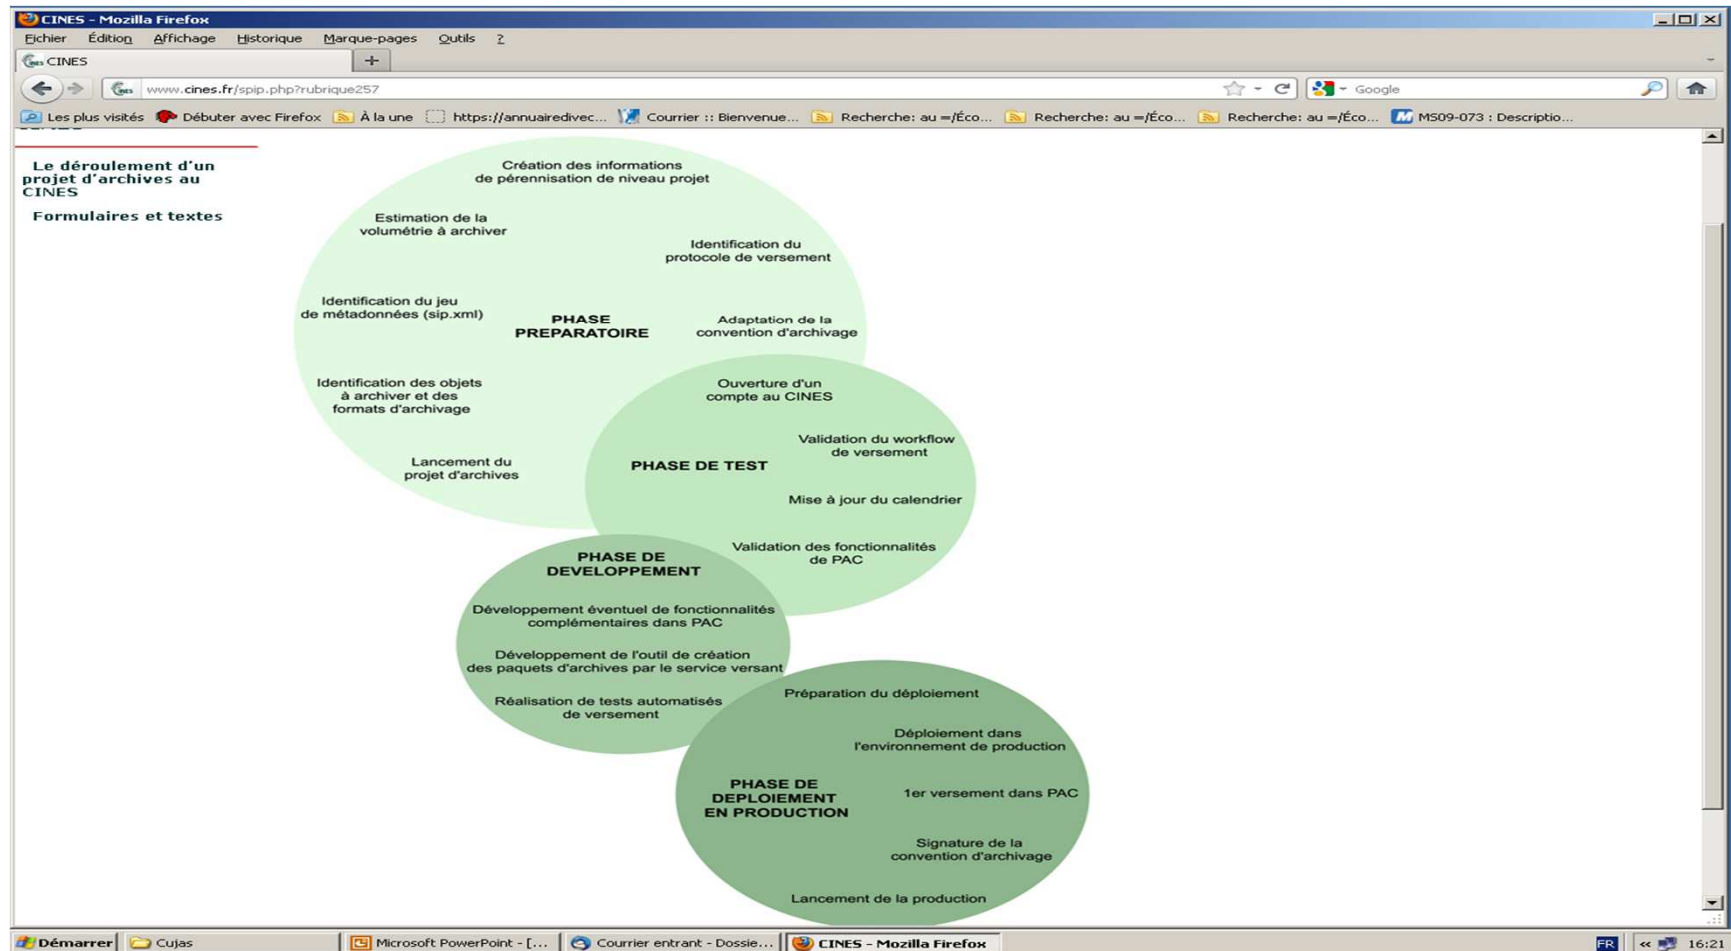 CINES - Mozilla Firefox
Fichier Édition Affichage Historique Marque-pages Outils ?
CINES
www.cines.fr/spip.php?rubrique257
Google
Les plus visités Débuter avec Firefox À la une https://annuairedivec... Courrier :: Bienvenue... Recherche: au =/Éco... Recherche: au =/Éco... Recherche: au =/Éco... MS09-073 : Descriptio...
Le déroulement d'un
projet d'archives au
CINES
Formulaires et textes
Création des informations
de pérennisation de niveau projet
Estimation de la
volumétrie à archiver
Identification du
protocole de versement
Identification du jeu
de métadonnées (sip.xml)
PHASE
PREPARATOIRE
Adaptation de la
convention d'archivage
Identification des objets
à archiver et des
formats d'archivage
Ouverture d'un
compte au CINES
Validation du workflow
de versement
Lancement du
projet d'archives
PHASE DE TEST
Mise à jour du calendrier
Validation des fonctionnalités
de PAC
PHASE DE
DEVELOPPEMENT
Développement éventuel de fonctionnalités
complémentaires dans PAC
Développement de l'outil de création
des paquets d'archives par le service versant
Réalisation de tests automatisés
de versement
Préparation du déploiement
Déploiement dans
l'environnement de production
PHASE DE
DEPLOIEMENT
EN PRODUCTION
1er versement dans PAC
Signature de la
convention d'archivage
Lancement de la production
Démarrer Cujas Microsoft PowerPoint - [... Courrier entrant - Dossie... CINES - Mozilla Firefox FR « 16:21